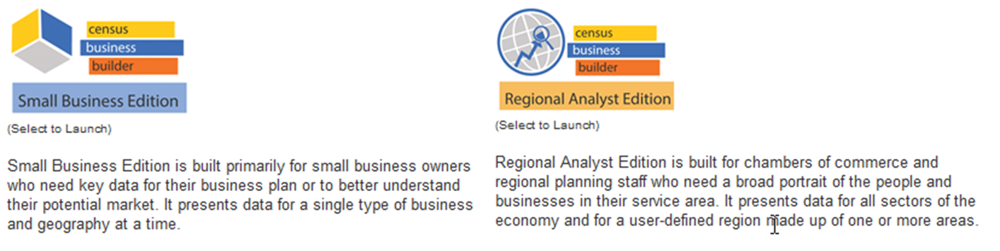 census
business
builder
Small Business Edition
(Select to Launch)
Small Business Edition is built primarily for small business owners
who need key data for their business plan or to better understand
their potential market. It presents data for a single type of business
and geography at a time.
census
business
builder
Regional Analyst Edition
(Select to Launch)
Regional Analyst Edition is built for chambers of commerce and
regional planning staff who need a broad portrait of the people and
businesses in their service area. It presents data for all sectors of the
economy and for a user-defined region made up of one or more areas.